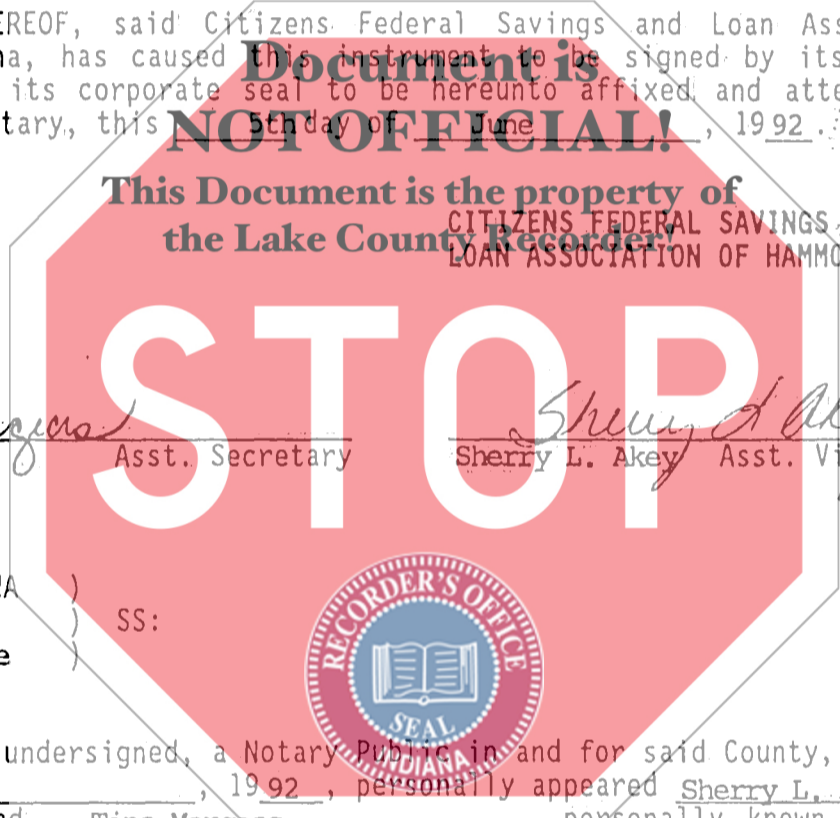 EREOF, said Citizens Federal Savings and Loan Ass
na, has caused this instrument to be signed by its
its corporate seal to be hereunto affixed and atte
tary, this 5th day of June, 1992.
Document is
NOT OFFICIAL!
This Document is the property of
the Lake County Recorder!
CITIZENS FEDERAL SAVINGS
LOAN ASSOCIATION OF HAMMO
STOP
Sherry L Ak
Asst. Secretary Sherry L. Akey Asst. Vi
)
) SS:
e )
RECORDER'S OFFICE
SEAL
INDIANA
undersigned, a Notary Public in and for said County,
, 1992, personally appeared Sherry L.
personally known